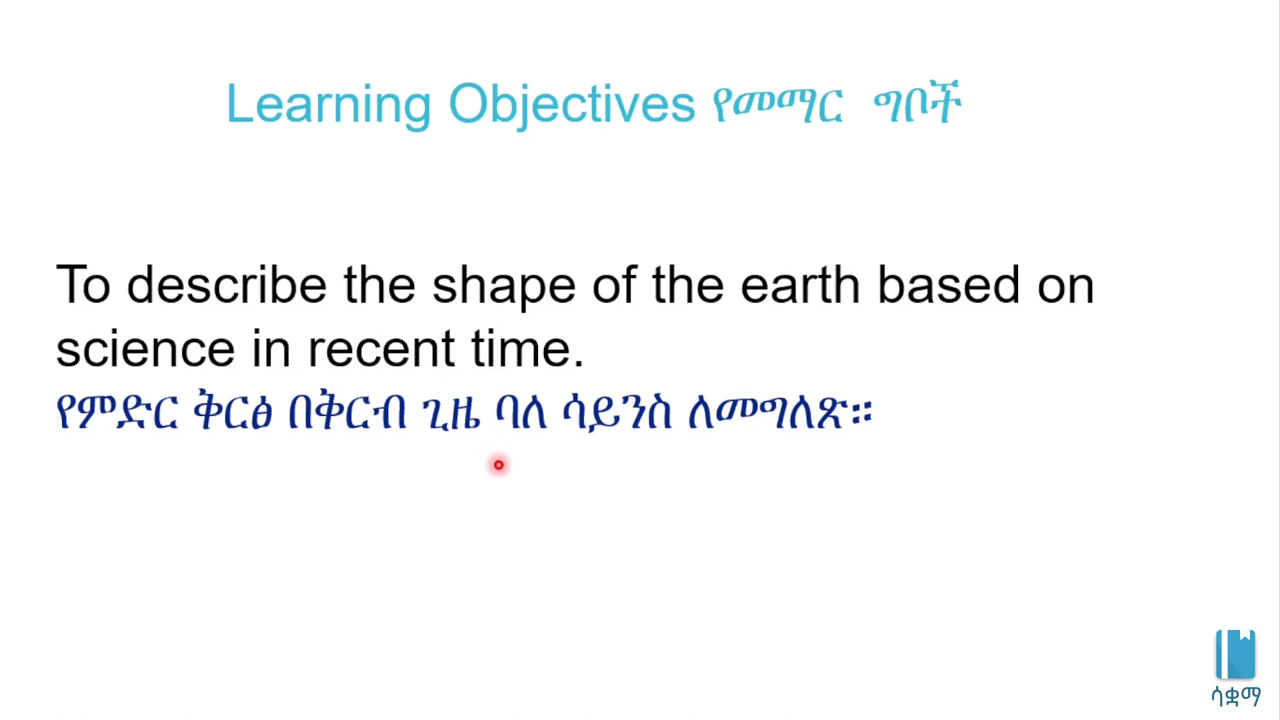 Learning Objectives የመማር ግቦች
To describe the shape of the earth based on
science in recent time.
የምድር ቅርፅ በቅርብ ጊዜ ባለ ሳይንስ ለመግለጽ።
ሳቋማ